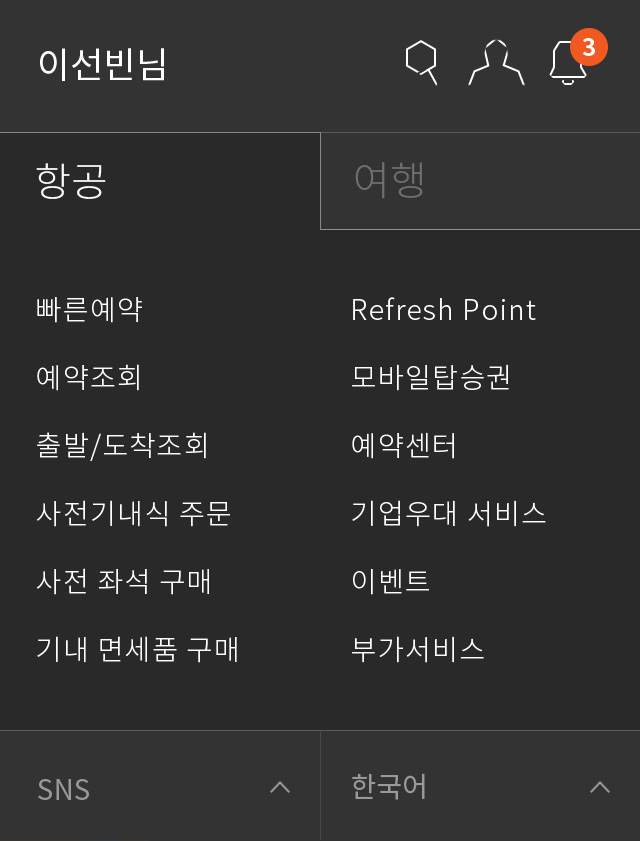 이선빈님
3
항공
여행
빠른예약
Refresh Point
예약조회
모바일탑승권
출발/도착조회
예약센터
사전기내식 주문
기업우대 서비스
사전 좌석 구매
이벤트
기내 면세품 구매
부가서비스
SNS
한국어